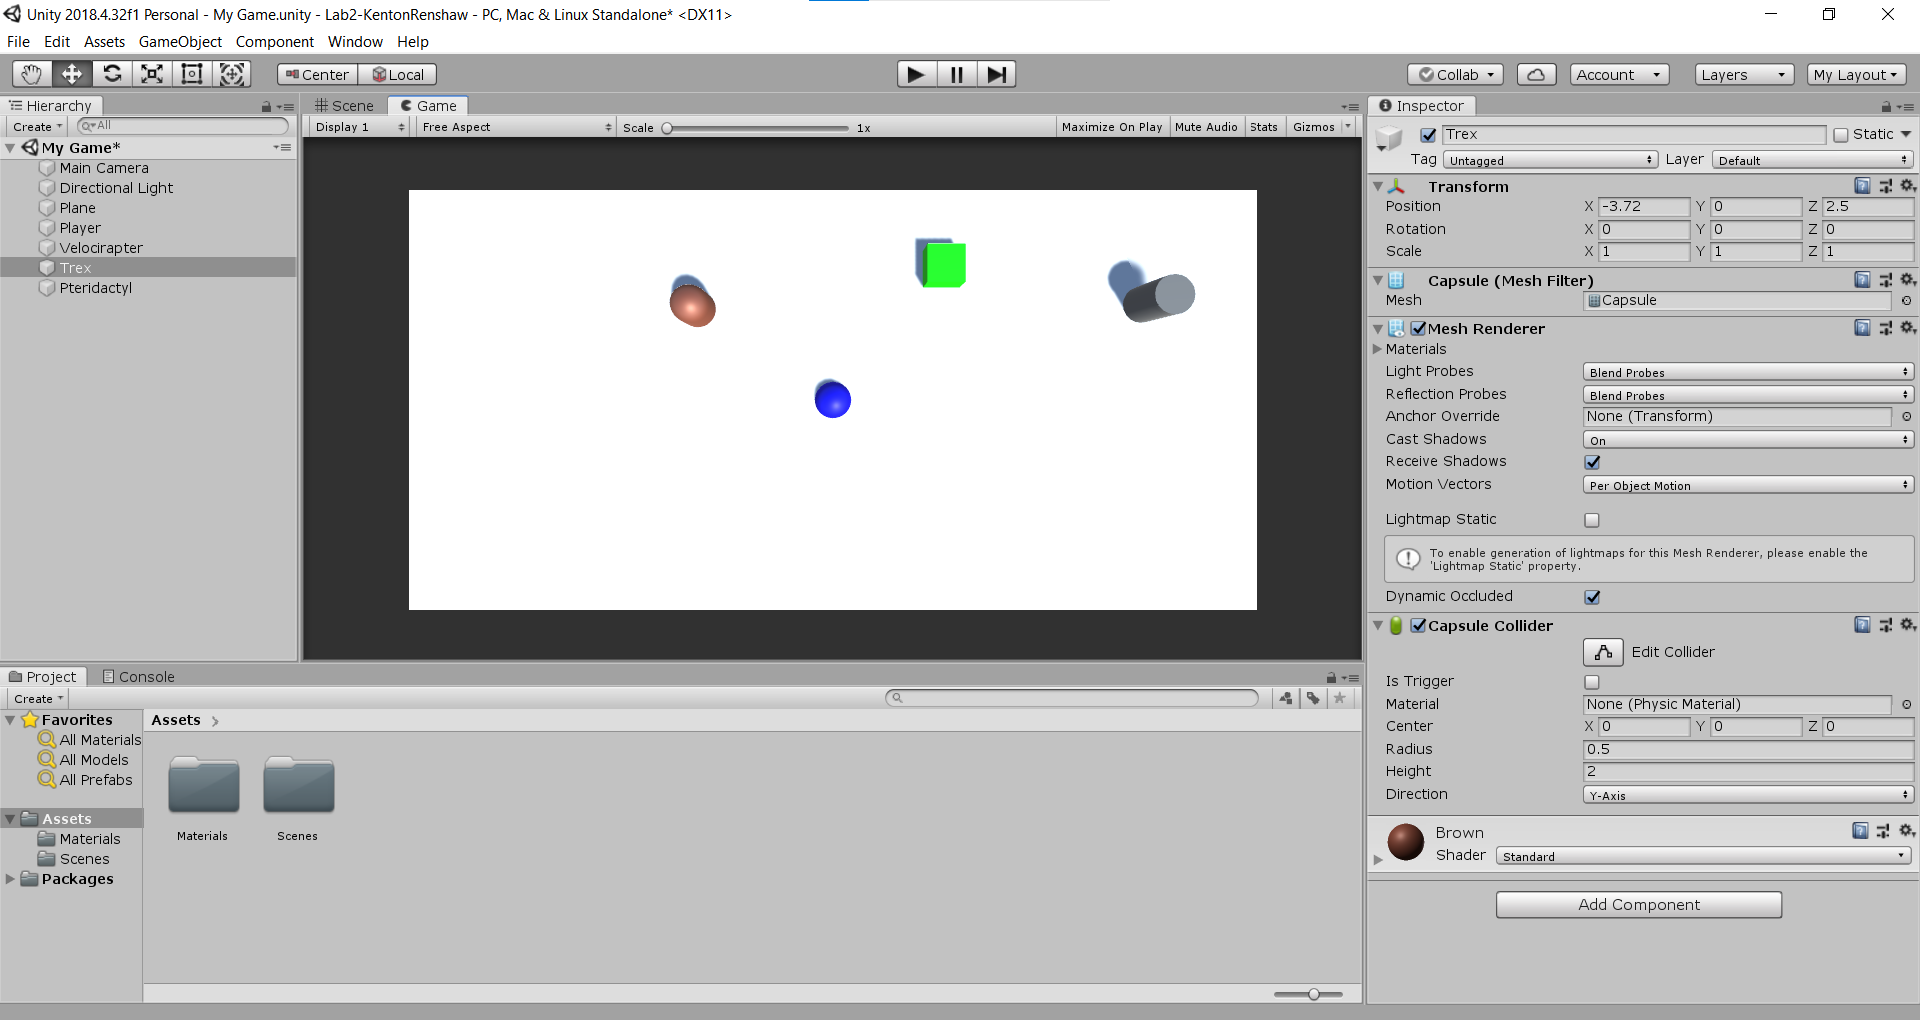 Unity 2018.4.32f1 Personal - My Game.unity - Lab2-KentonRenshaw - PC, Mac & Linux Standalone* <DX11>
File Edit Assets GameObject Component Window Help
Center Local Collab Account Layers My Layout
Hierarchy
Create All
My Game*
Main Camera
Directional Light
Plane
Player
Velocirapter
Trex
Pteridactyl
Scene Game
Display 1 Free Aspect Scale 1x Maximize On Play Mute Audio Stats Gizmos
Project Console
Create
Favorites
All Materials
All Models
All Prefabs
Assets
Materials
Scenes
Packages
Assets
Materials Scenes
Inspector
Trex Static
Tag Untagged Layer Default
Transform
Position X -3.72 Y 0 Z 2.5
Rotation X 0 Y 0 Z 0
Scale X 1 Y 1 Z 1
Capsule (Mesh Filter)
Mesh Capsule
Mesh Renderer
Materials
Light Probes Blend Probes
Reflection Probes Blend Probes
Anchor Override None (Transform)
Cast Shadows On
Receive Shadows
Motion Vectors Per Object Motion
Lightmap Static
To enable generation of lightmaps for this Mesh Renderer, please enable the
'Lightmap Static' property.
Dynamic Occluded
Capsule Collider
Edit Collider
Is Trigger
Material None (Physic Material)
Center X 0 Y 0 Z 0
Radius 0.5
Height 2
Direction Y-Axis
Brown
Shader Standard
Add Component